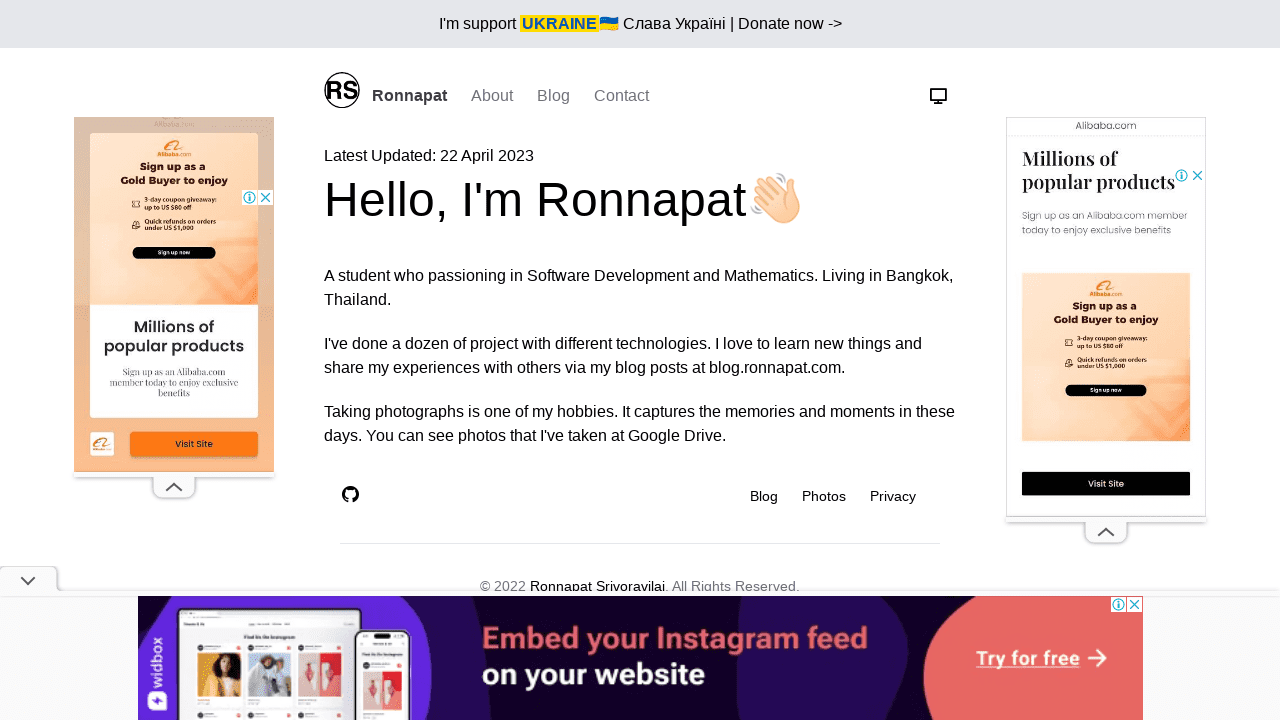 I'm support UKRAINE🇺🇦 Слава Україні | Donate now ->
RS
Ronnapat
About
Blog
Contact
Latest Updated: 22 April 2023
Hello, I'm Ronnapat👋🏻
A student who passioning in Software Development and Mathematics. Living in Bangkok,
Thailand.
I've done a dozen of project with different technologies. I love to learn new things and
share my experiences with others via my blog posts at blog.ronnapat.com.
Taking photographs is one of my hobbies. It captures the memories and moments in these
days. You can see photos that I've taken at Google Drive.
Blog
Photos
Privacy
© 2022 Ronnapat Srivoravilai. All Rights Reserved.
Alibaba.com
Alibaba.com
Sign up as a
Gold Buyer to enjoy
3-day coupon giveaway:
up to US $80 off
Quick refunds on orders
under US $1,000
Sign up now
Millions of
popular products
Sign up as an Alibaba.com
member today to enjoy exclusive
benefits
Visit Site
Alibaba.com
Millions of
popular products
Sign up as an Alibaba.com member
today to enjoy exclusive benefits
Alibaba.com
Sign up as a
Gold Buyer to enjoy
3-day coupon giveaway:
up to US $80 off
Quick refunds on orders
under US $1,000
Sign up now
Visit Site
widbox
Embed your Instagram feed
on your website
Try for free